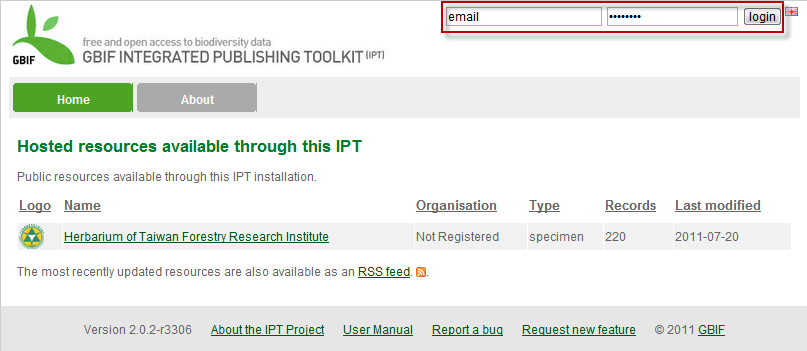 email •••••••• login
GBIF
free and open access to biodiversity data
GBIF INTEGRATED PUBLISHING TOOLKIT(IPT)
Home About
Hosted resources available through this IPT
Public resources available through this IPT installation.
Logo Name Organisation Type Records Last modified
Herbarium of Taiwan Forestry Research Institute Not Registered specimen 220 2011-07-20
The most recently updated resources are also available as an RSS feed. .
Version 2.0.2-r3306 About the IPT Project User Manual Report a bug Request new feature © 2011 GBIF